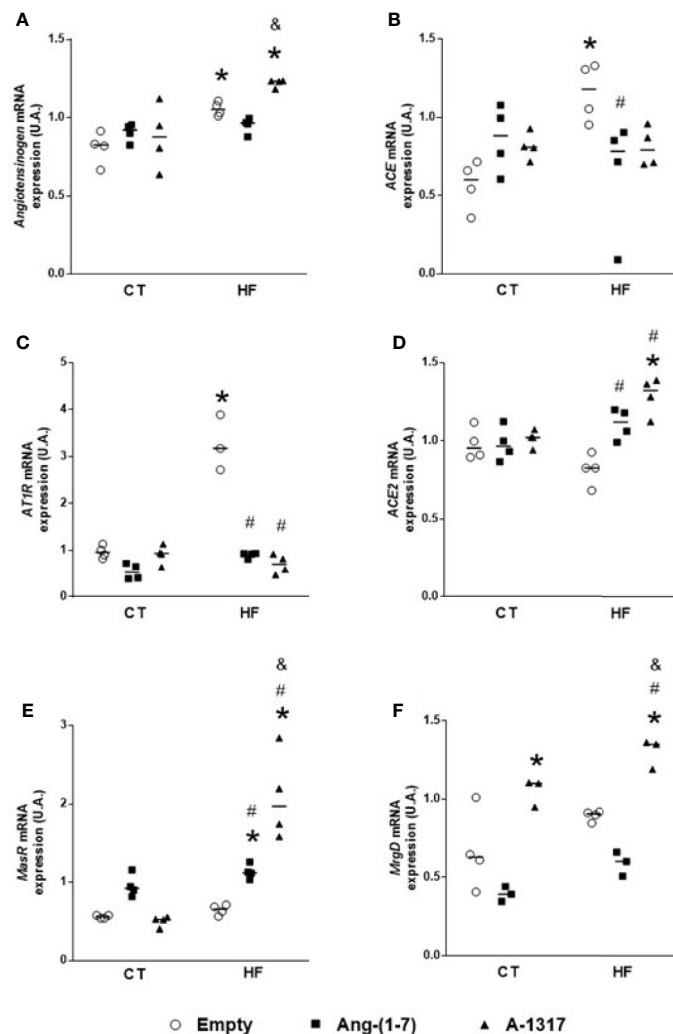 A
Angiotensinogen mRNA
expression (U.A.)
1.5
1.0
0.5
0.0
*
&
*
CT
HF
B
ACE mRNA
expression (U.A.)
1.5
1.0
0.5
0.0
*
#
CT
HF
C
AT1R mRNA
expression (U.A.)
5
4
3
2
1
0
*
#
#
CT
HF
D
ACE2 mRNA
expression (U.A.)
1.5
1.0
0.5
0.0
#
#
*
CT
HF
E
MasR mRNA
expression (U.A.)
3
2
1
0
#
*
&
#
*
CT
HF
F
MrgD mRNA
expression (U.A.)
1.5
1.0
0.5
0.0
*
&
#
*
CT
HF
Empty
Ang-(1-7)
A-1317